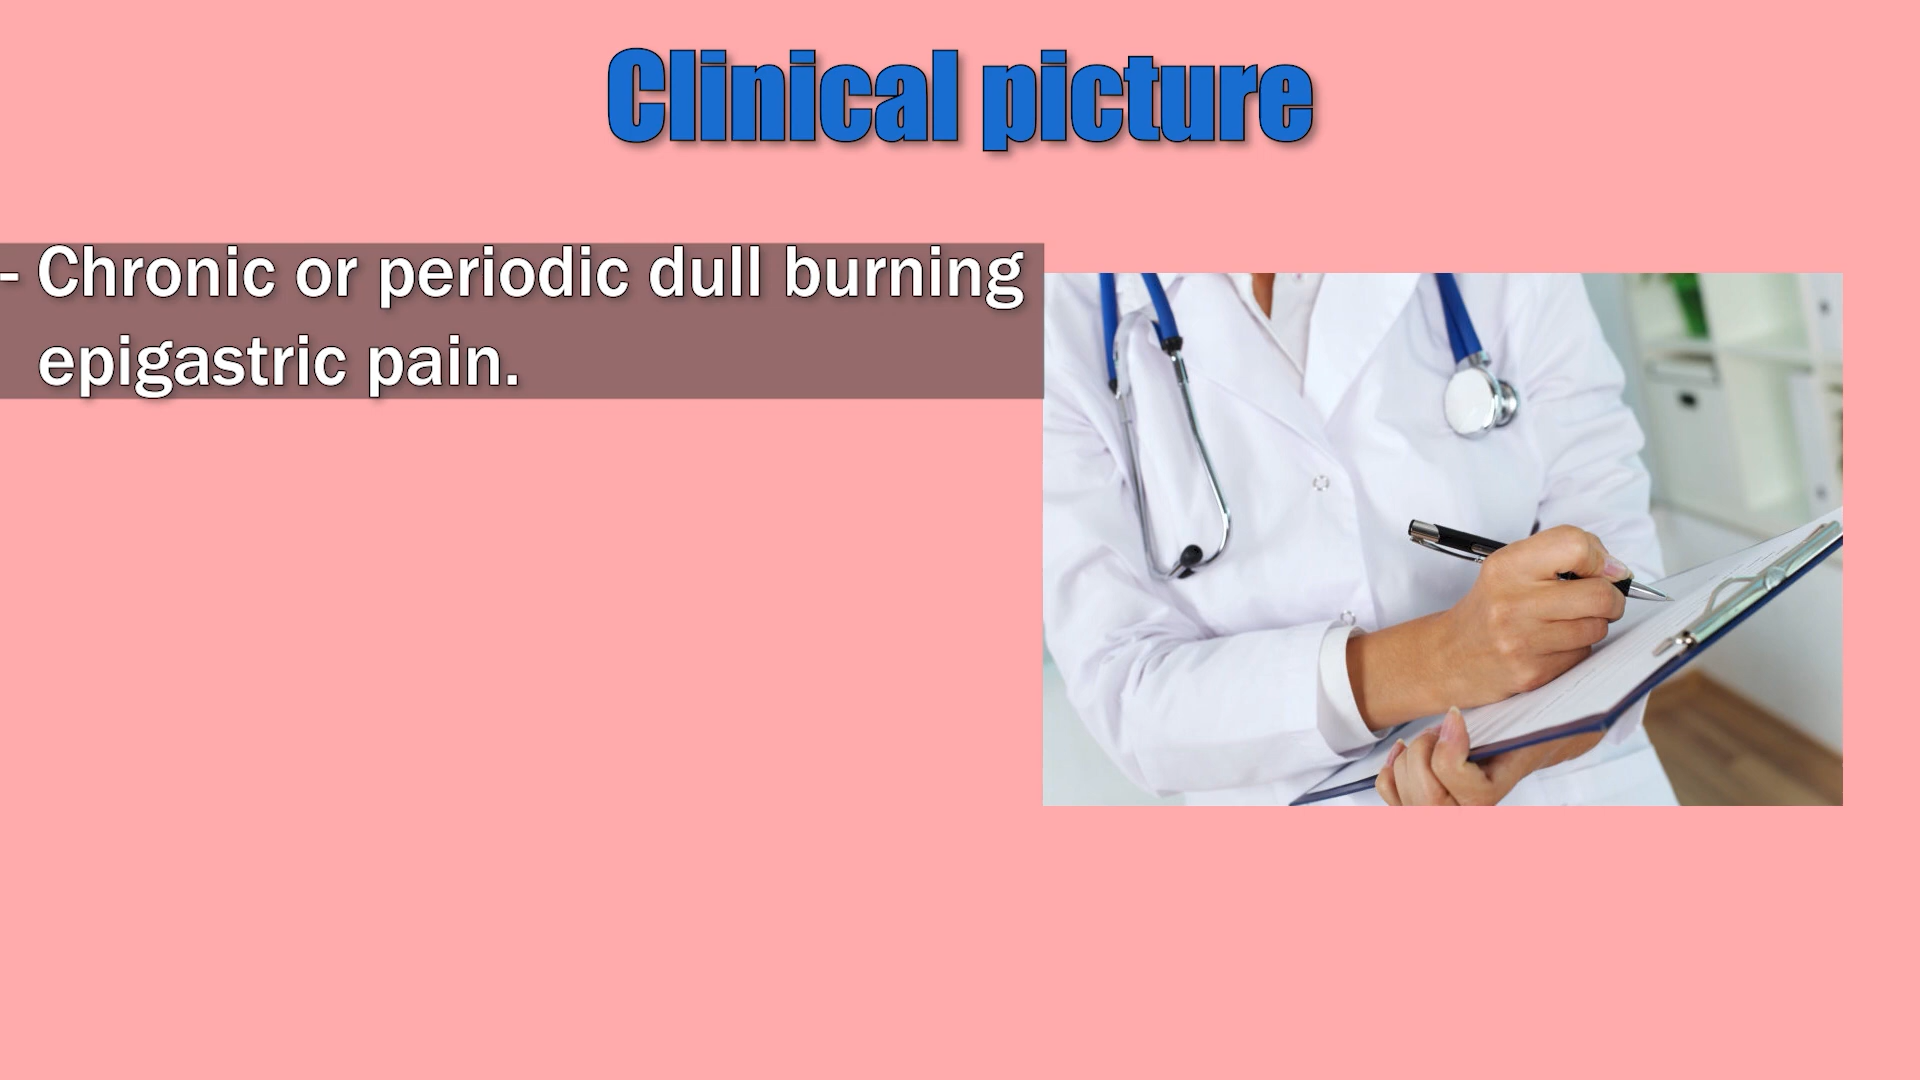 Clinical picture
- Chronic or periodic dull burning
epigastric pain.